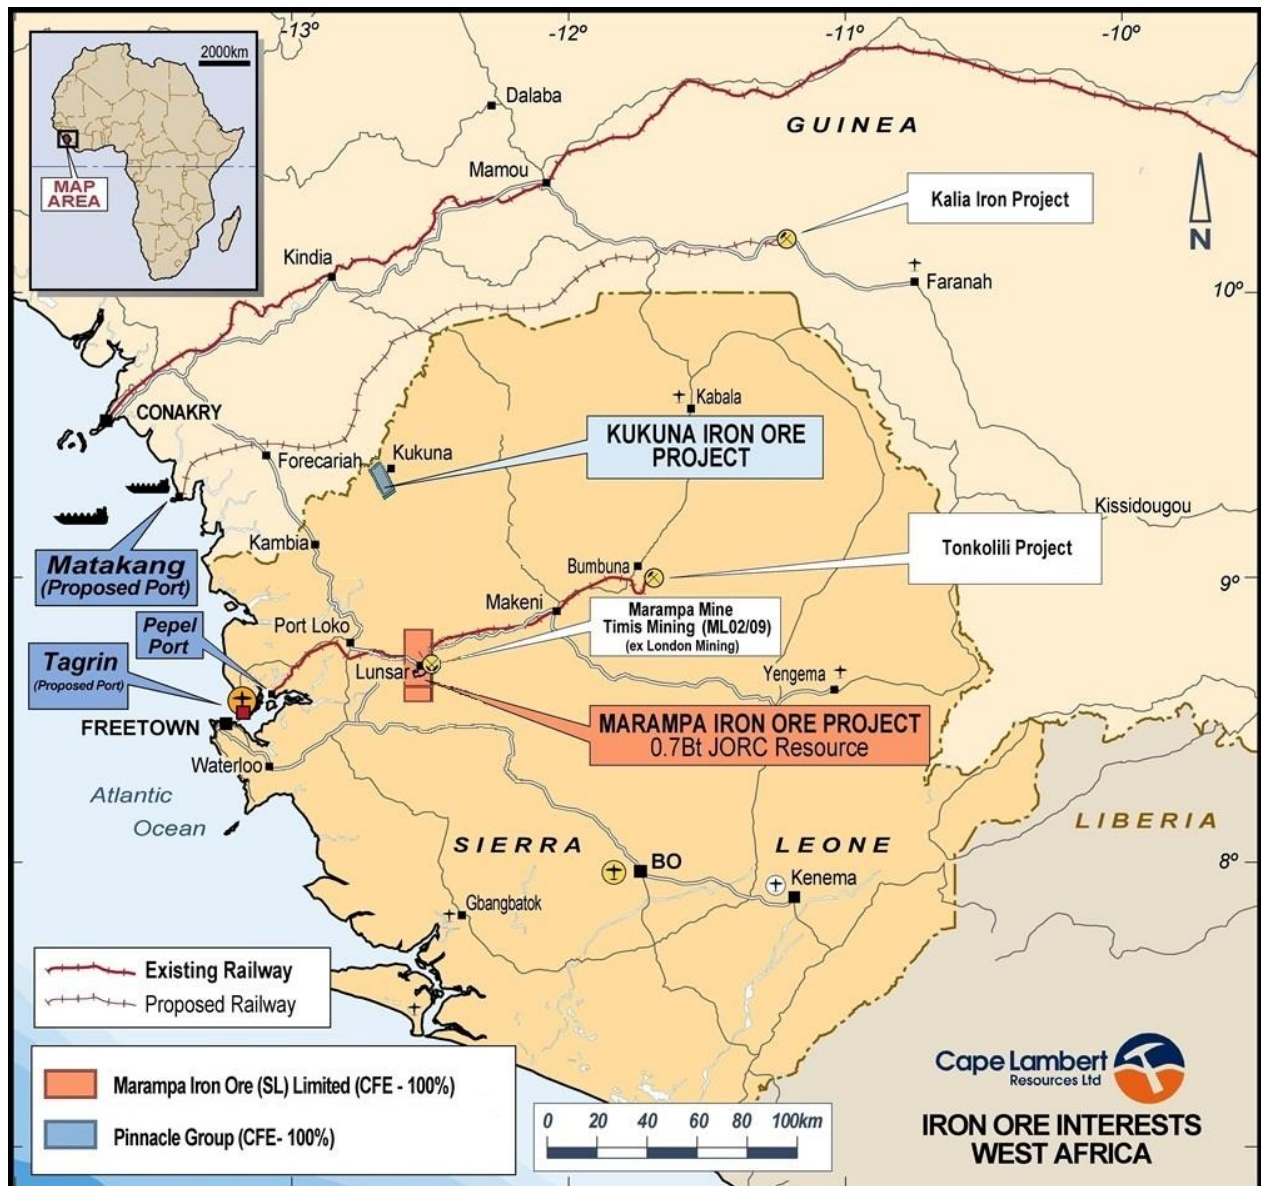 -13º
-12º
-11º
-10º
2000km
MAP
AREA
Dalaba
GUINEA
Mamou
Kalia Iron Project
N
Kindia
Faranah
10º
CONAKRY
Kabala
KUKUNA IRON ORE
PROJECT
Forecariah
Kukuna
Kissidougou
Matakang
(Proposed Port)
Kambia
Tonkolili Project
Bumbuna
9º
Makeni
Marampa Mine
Timis Mining (ML02/09)
(ex London Mining)
Pepel
Port
Port Loko
Tagrin
(Proposed Port)
Lunsar
Yengema
FREETOWN
MARAMPA IRON ORE PROJECT
0.7Bt JORC Resource
Waterloo
Atlantic
Ocean
LIBERIA
SIERRA LEONE
BO
8º
Kenema
Gbangbatok
Existing Railway
Proposed Railway
Marampa Iron Ore (SL) Limited (CFE - 100%)
Pinnacle Group (CFE- 100%)
0 20 40 60 80 100km
Cape Lambert
Resources Ltd
IRON ORE INTERESTS
WEST AFRICA